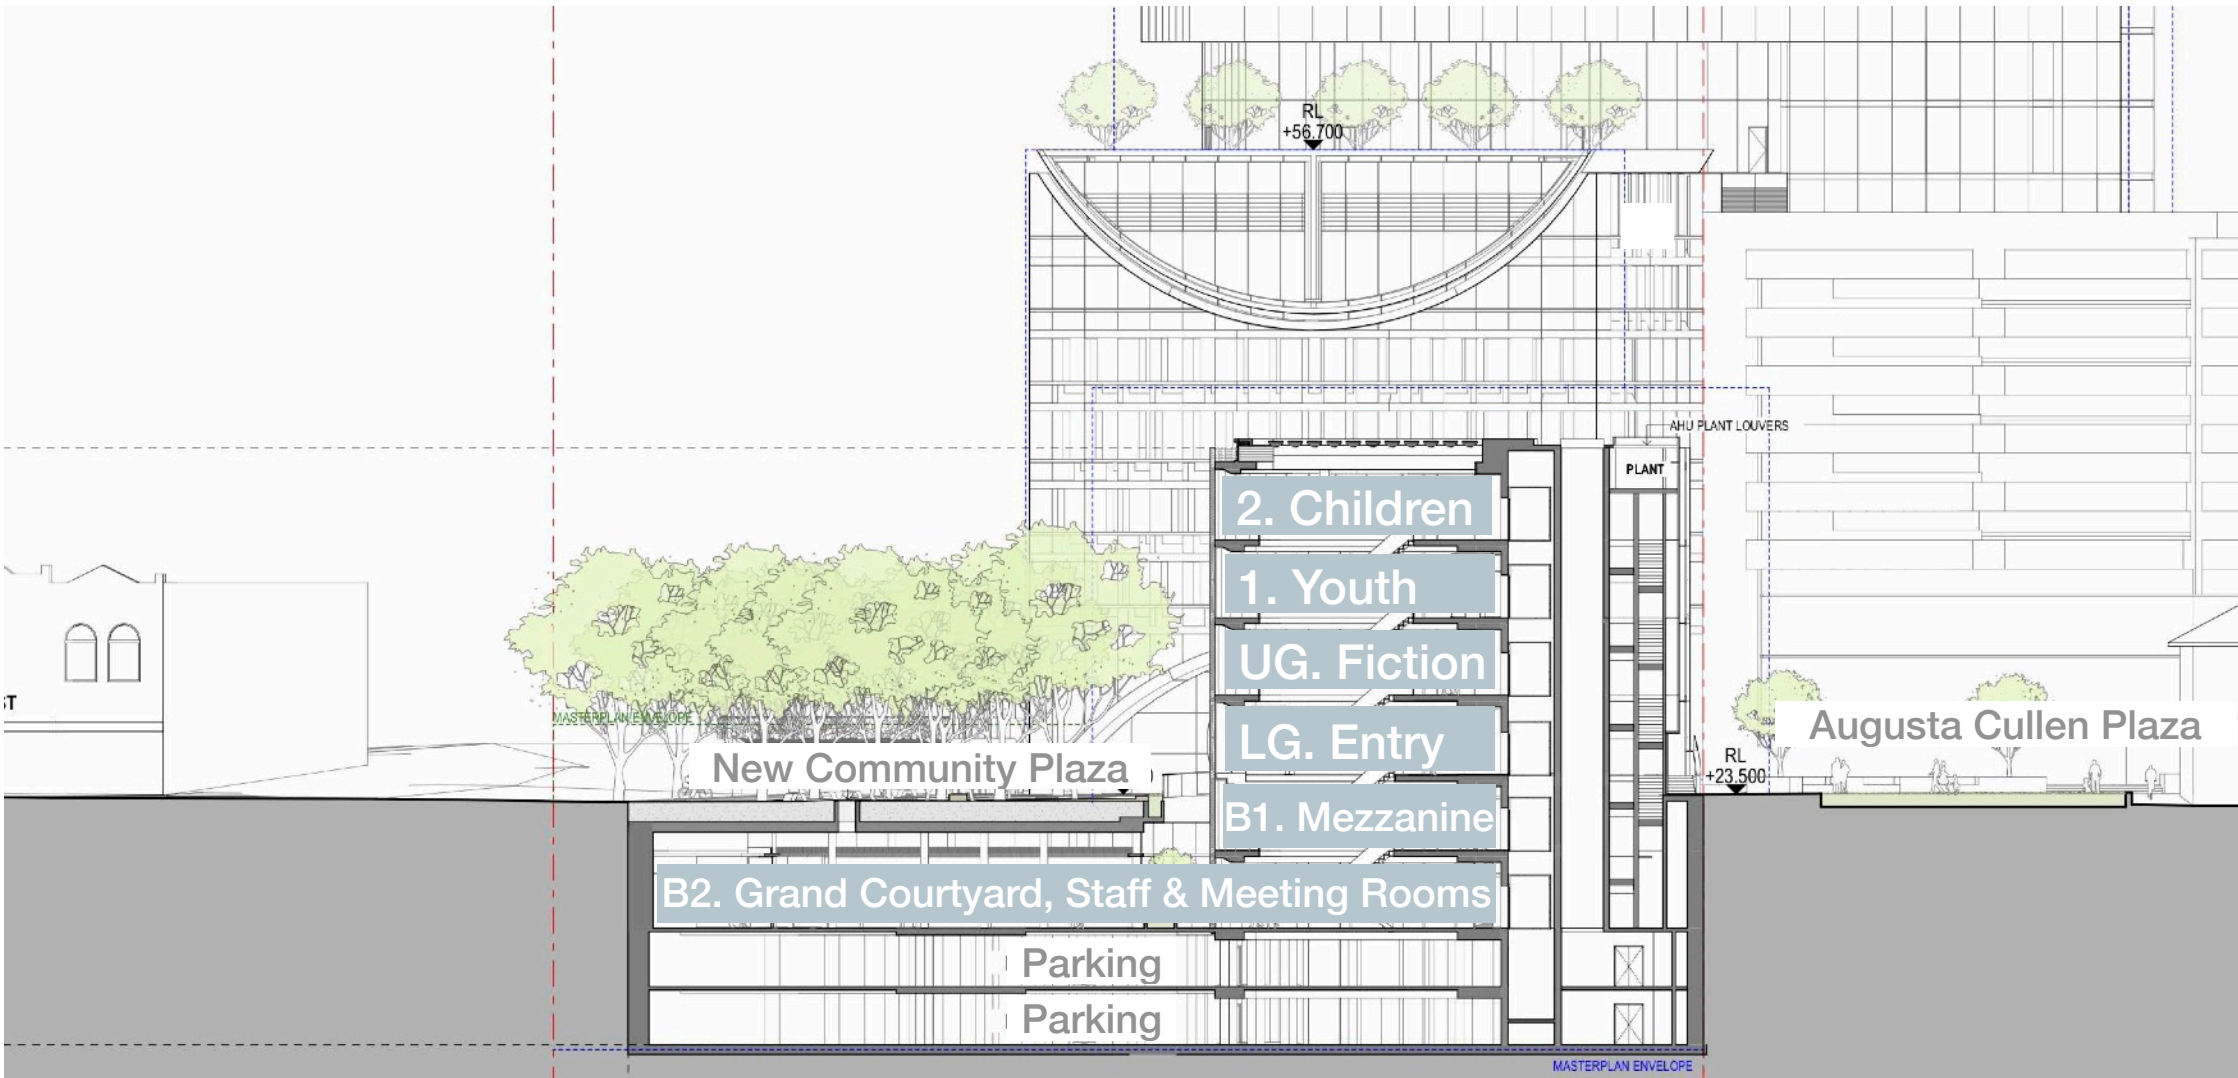 RL
+56.700
AHU PLANT LOUVERS
PLANT
2. Children
1. Youth
UG. Fiction
ST
MASTERPLAN ENVELOPE
LG. Entry
Augusta Cullen Plaza
New Community Plaza
RL
+23.500
B1. Mezzanine
B2. Grand Courtyard, Staff & Meeting Rooms
Parking
Parking
MASTERPLAN ENVELOPE